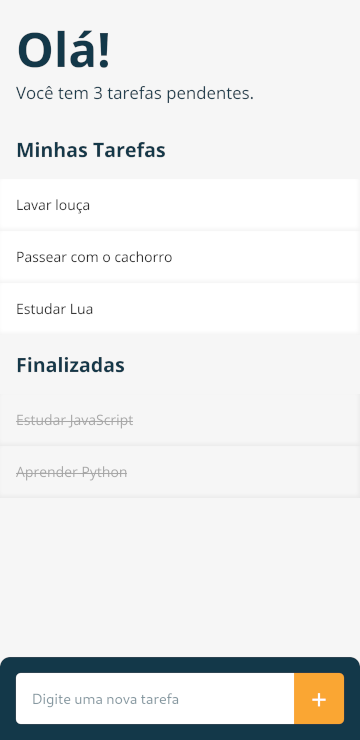 Olá!
Você tem 3 tarefas pendentes.
Minhas Tarefas
Lavar louça
Passear com o cachorro
Estudar Lua
Finalizadas
Estudar JavaScript
Aprender Python
Digite uma nova tarefa
+